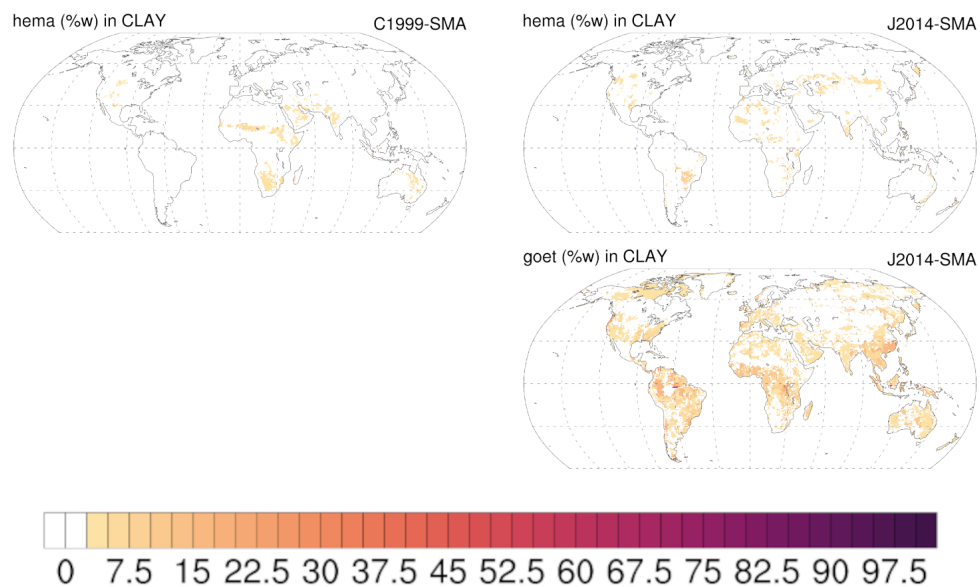 hema (%w) in CLAY C1999-SMA
hema (%w) in CLAY J2014-SMA
goet (%w) in CLAY J2014-SMA
0 7.5 15 22.5 30 37.5 45 52.5 60 67.5 75 82.5 90 97.5